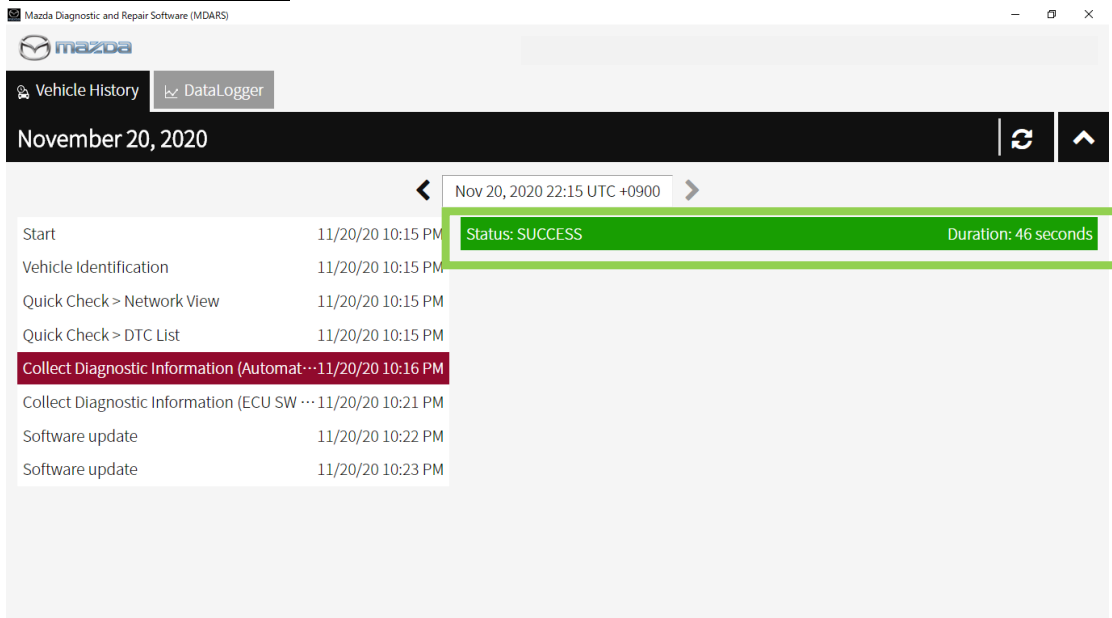 Mazda Diagnostic and Repair Software (MDARS)
mazda
Vehicle History
DataLogger
November 20, 2020
Nov 20, 2020 22:15 UTC +0900
Start 11/20/20 10:15 PM
Status: SUCCESS Duration: 46 seconds
Vehicle Identification 11/20/20 10:15 PM
Quick Check > Network View 11/20/20 10:15 PM
Quick Check > DTC List 11/20/20 10:15 PM
Collect Diagnostic Information (Automat⋯11/20/20 10:16 PM
Collect Diagnostic Information (ECU SW ⋯ 11/20/20 10:21 PM
Software update 11/20/20 10:22 PM
Software update 11/20/20 10:23 PM